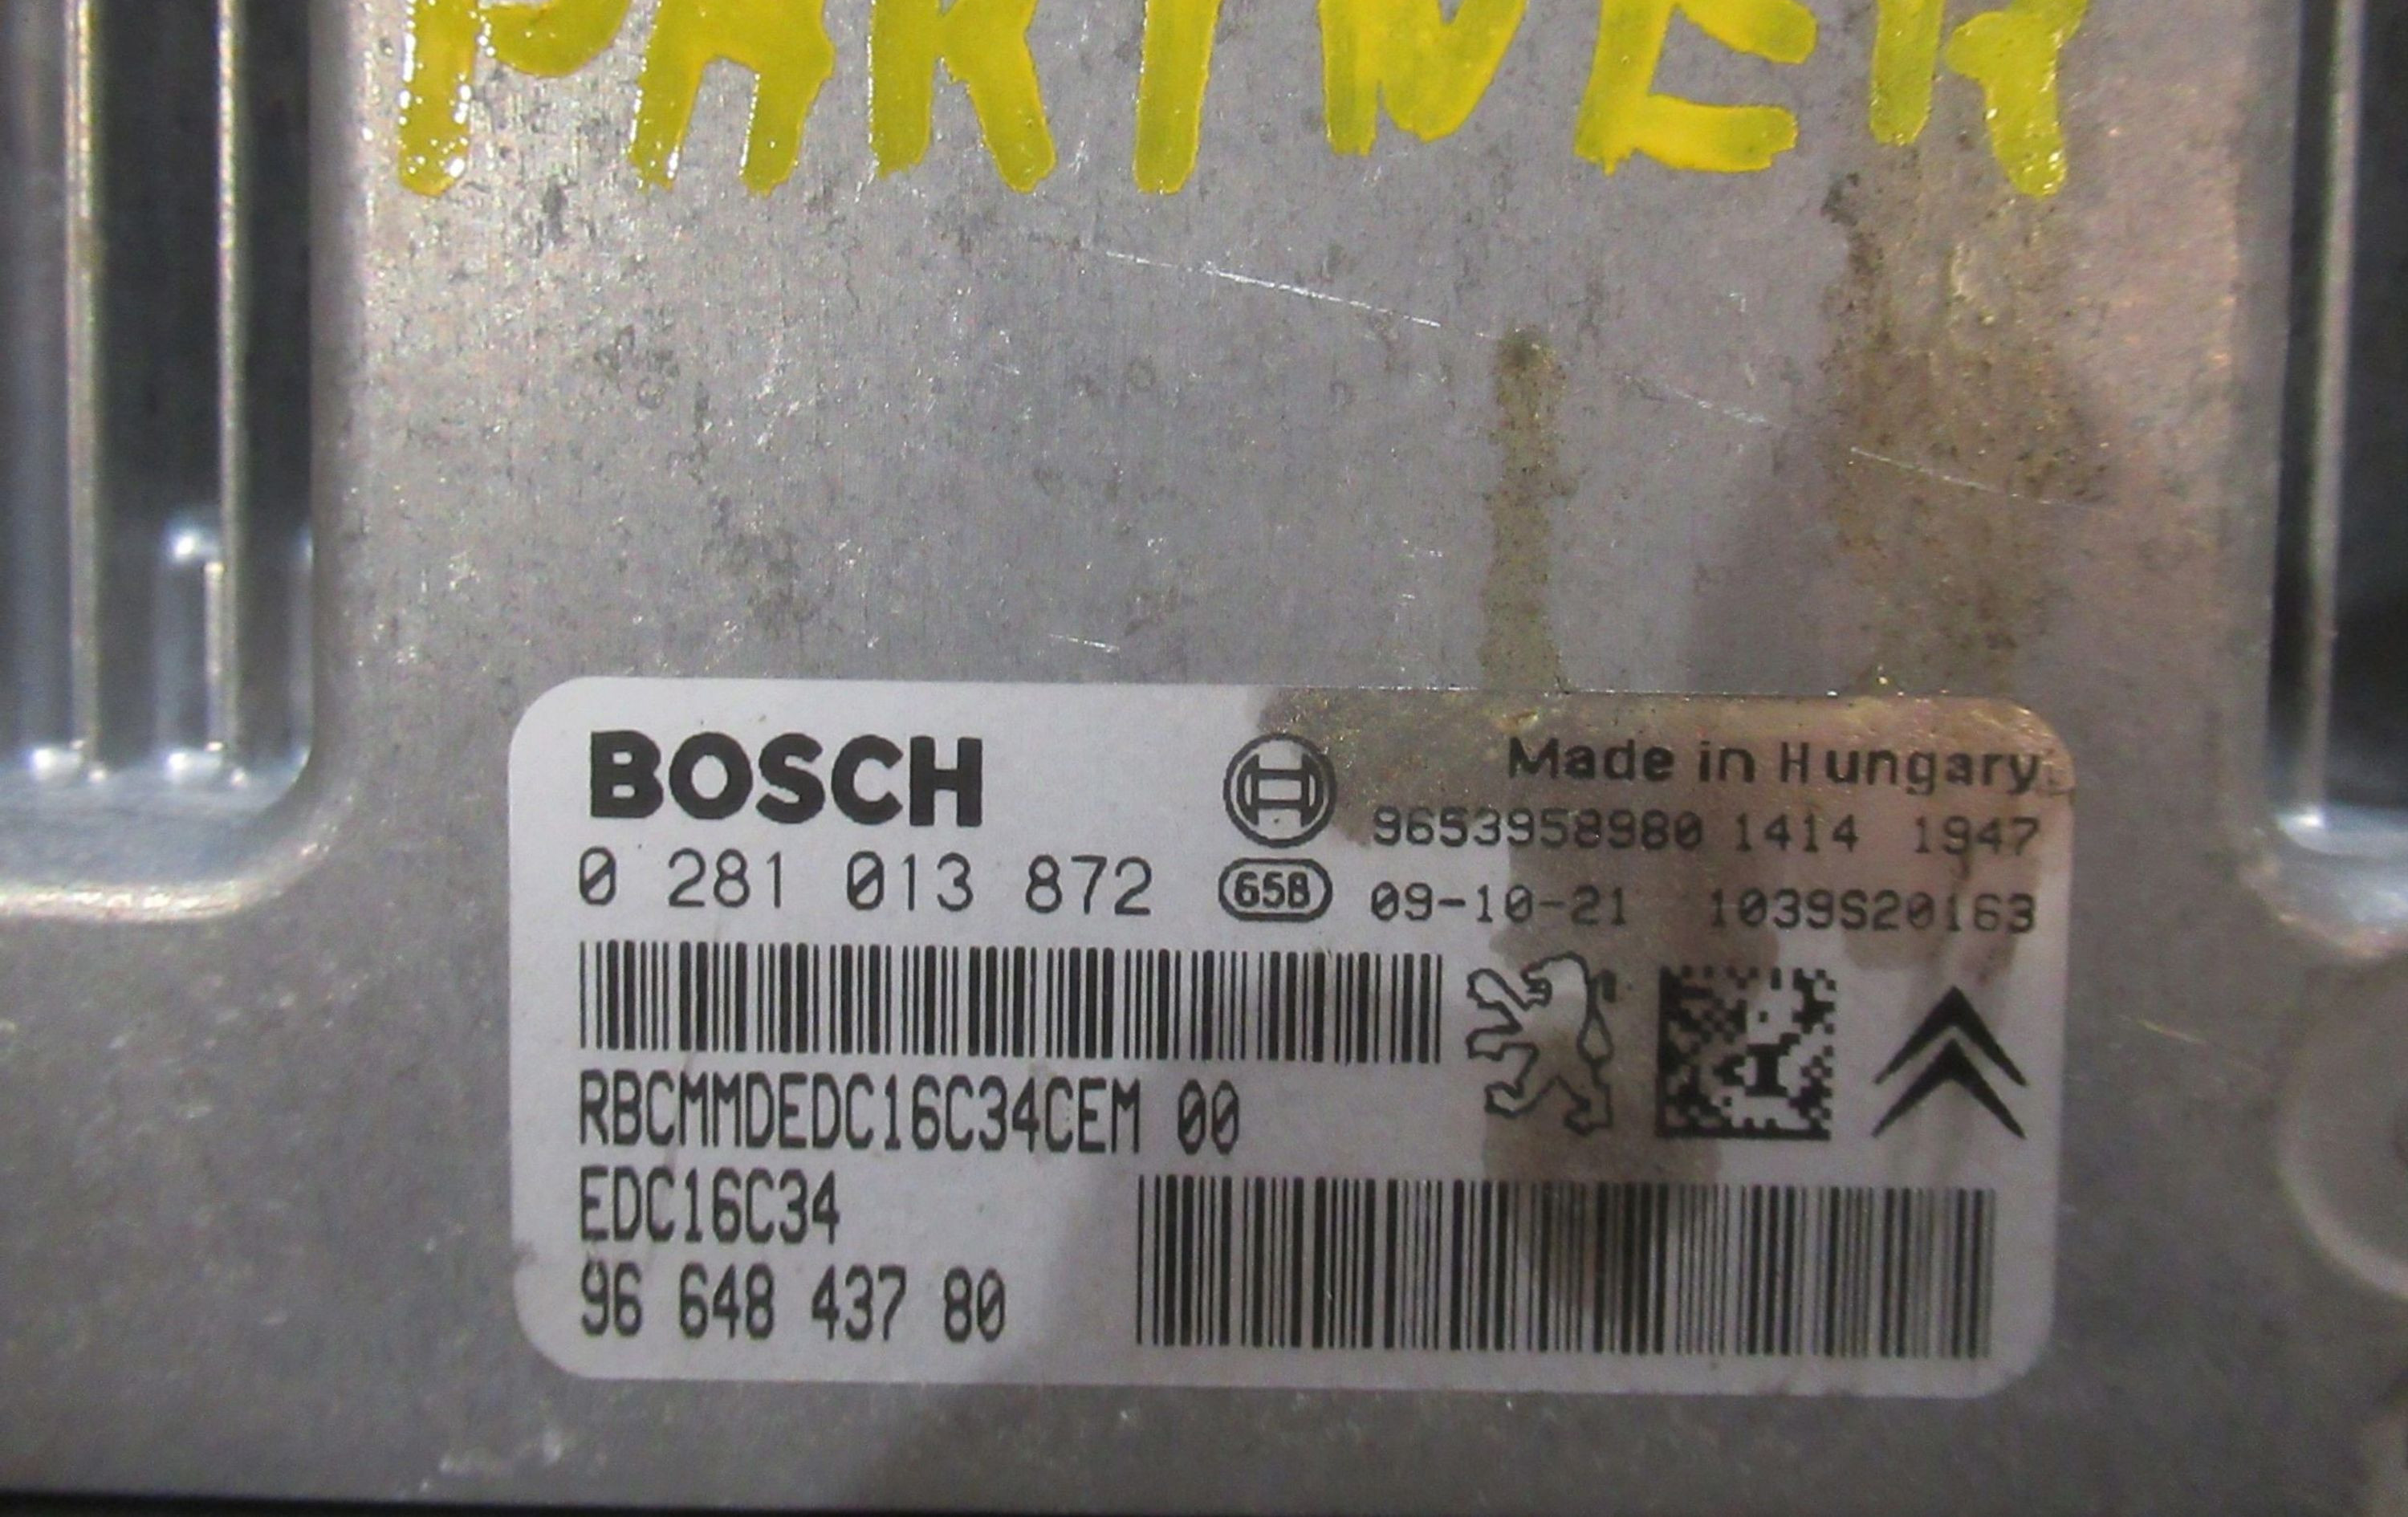 PARTNER
BOSCH
Made in Hungary
9653958980 1414 1947
0 281 013 872
65B
09-10-21 1039S20163
RBCMMDEDC16C34CEM 00
EDC16C34
96 648 437 80